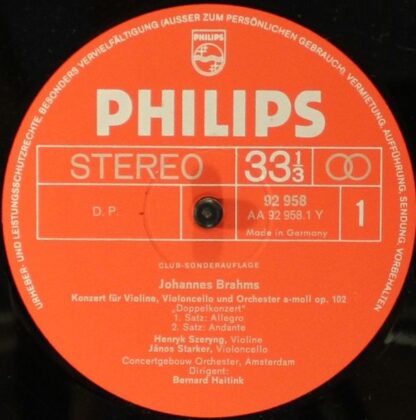 URHEBER- UND LEISTUNGSSCHUTZRECHTE, BESONDERS VERVIELFÄLTIGUNG (AUSSER ZUM PERSÖNLICHEN GEBRAUCH), VERMIETUNG, AUFFÜHRUNG, SENDUNG, VORBEHALTEN
PHILIPS
PHILIPS
STEREO 33 1/3
D.P. 92 958 1
AA 92 958.1 Y
Made in Germany
CLUB-SONDERAUFLAGE
Johannes Brahms
Konzert für Violine, Violoncello und Orchester a-moll op. 102
„Doppelkonzert"
1. Satz: Allegro
2. Satz: Andante
Henryk Szeryng, Violine
János Starker, Violoncello
Concertgebouw Orchester, Amsterdam
Dirigent:
Bernard Haitink